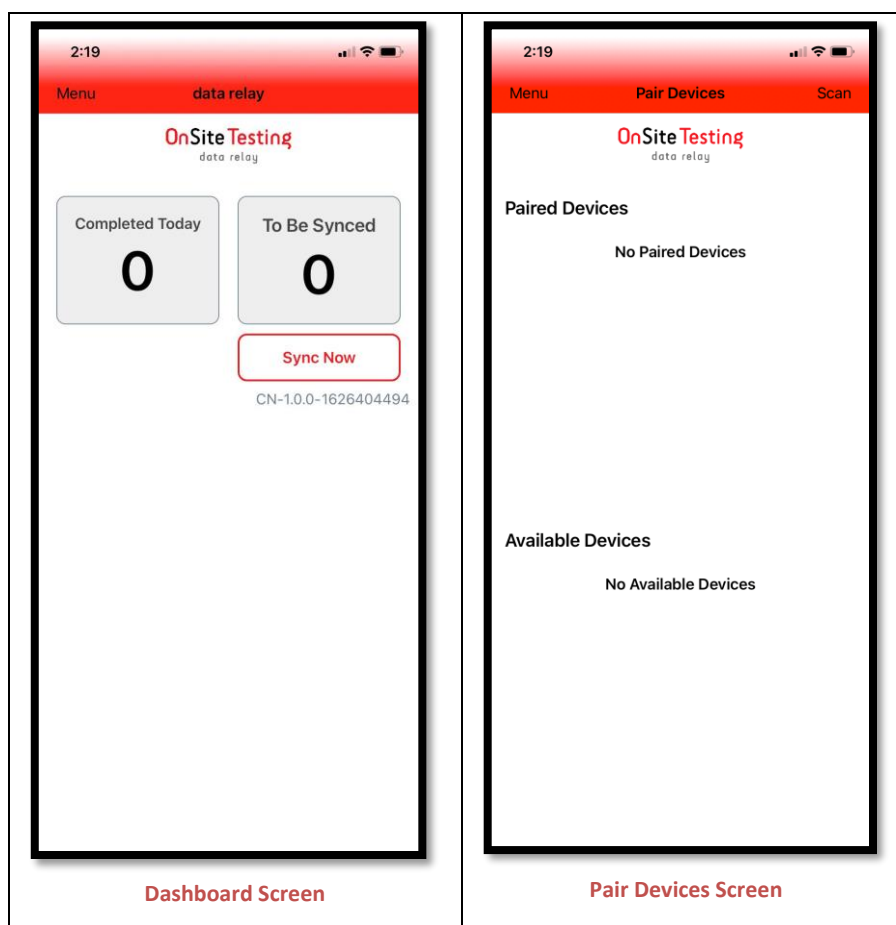 2:19
Menu data relay
OnSite Testing
data relay
Completed Today
0
To Be Synced
0
Sync Now
CN-1.0.0-1626404494
Dashboard Screen
2:19
Menu Pair Devices Scan
OnSite Testing
data relay
Paired Devices
No Paired Devices
Available Devices
No Available Devices
Pair Devices Screen